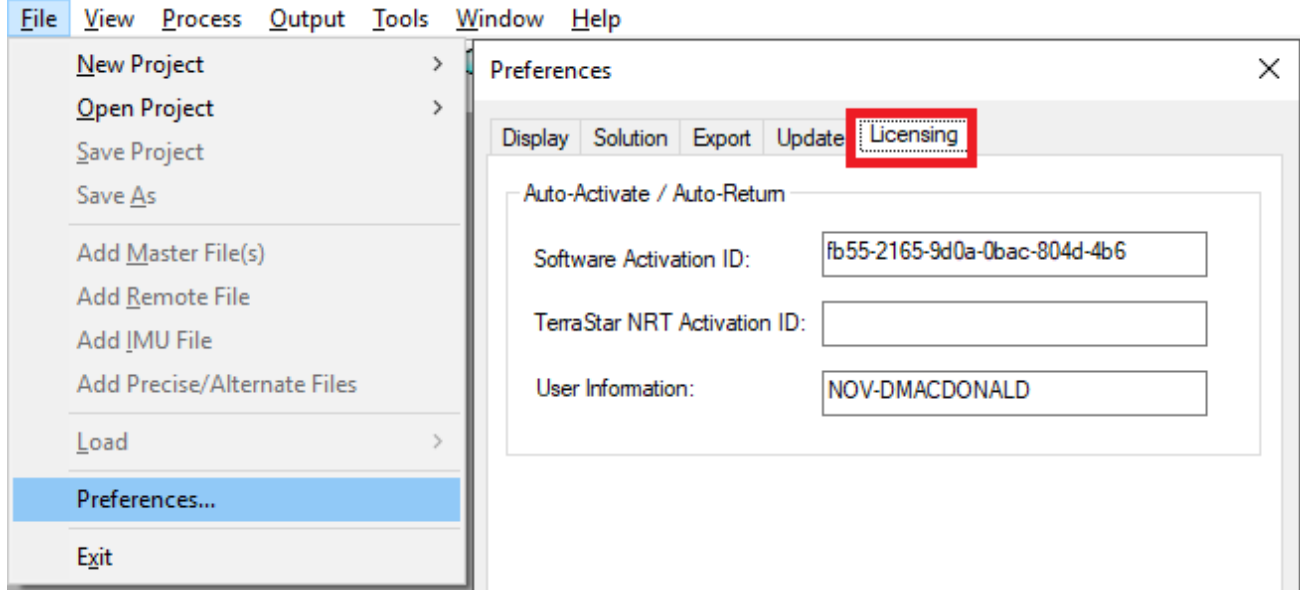 File View Process Output Tools Window Help
New Project
Open Project
Save Project
Save As
Add Master File(s)
Add Remote File
Add IMU File
Add Precise/Alternate Files
Load
Preferences...
Exit
Preferences
Display Solution Export Update Licensing
Auto-Activate / Auto-Return
Software Activation ID: fb55-2165-9d0a-0bac-804d-4b6
TerraStar NRT Activation ID:
User Information: NOV-DMACDONALD